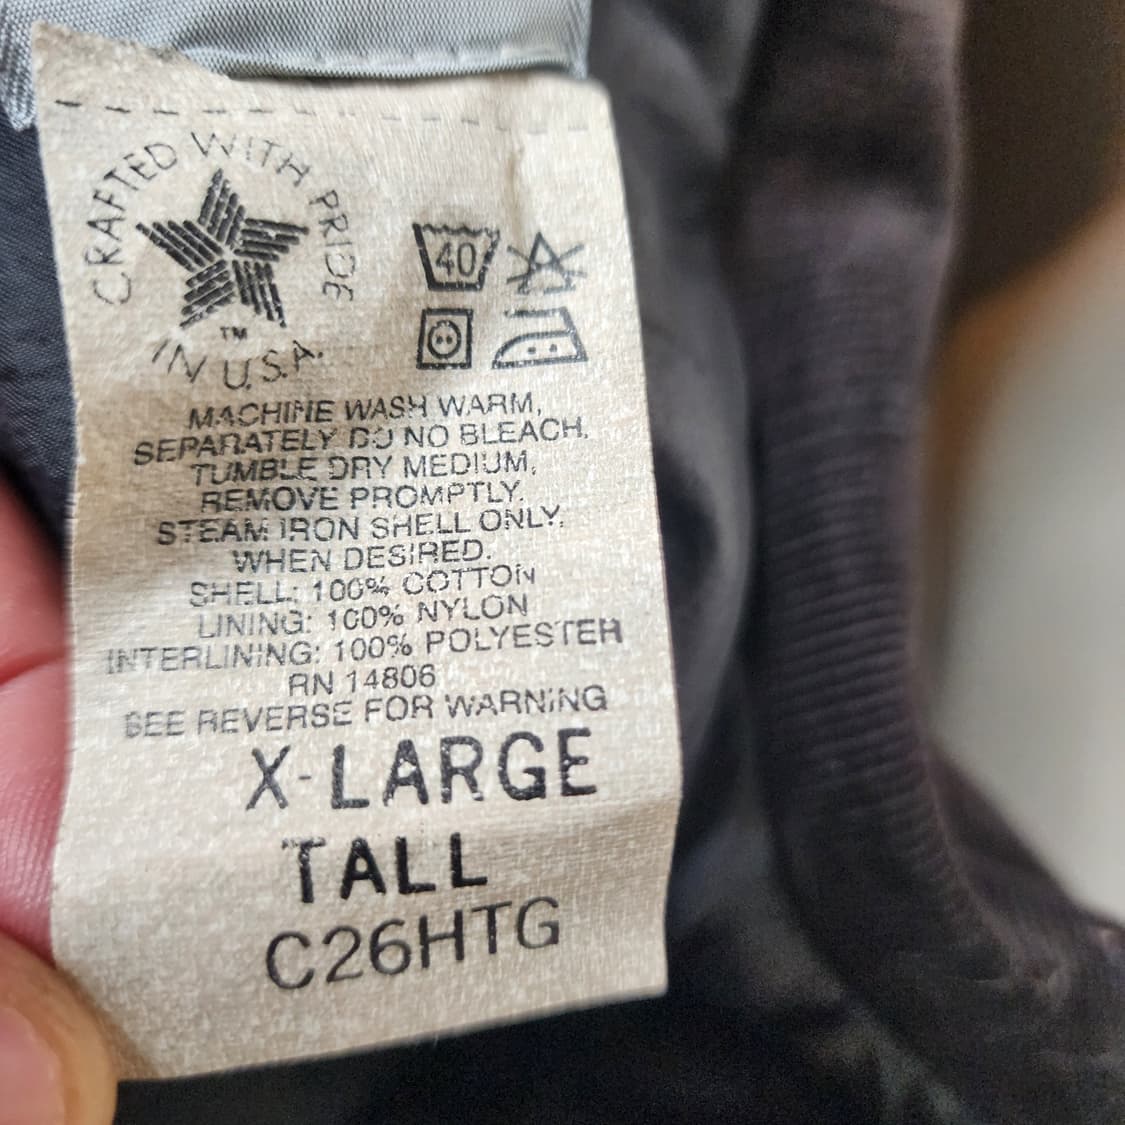 CRAFTED WITH PRIDE
TM
IN U.S.A.
40
MACHINE WASH WARM,
SEPARATELY DO NO BLEACH.
TUMBLE DRY MEDIUM,
REMOVE PROMPTLY.
STEAM IRON SHELL ONLY,
WHEN DESIRED.
SHELL: 100% COTTON
LINING: 100% NYLON
INTERLINING: 100% POLYESTER
RN 14806
SEE REVERSE FOR WARNING
X-LARGE
TALL
C26HTG